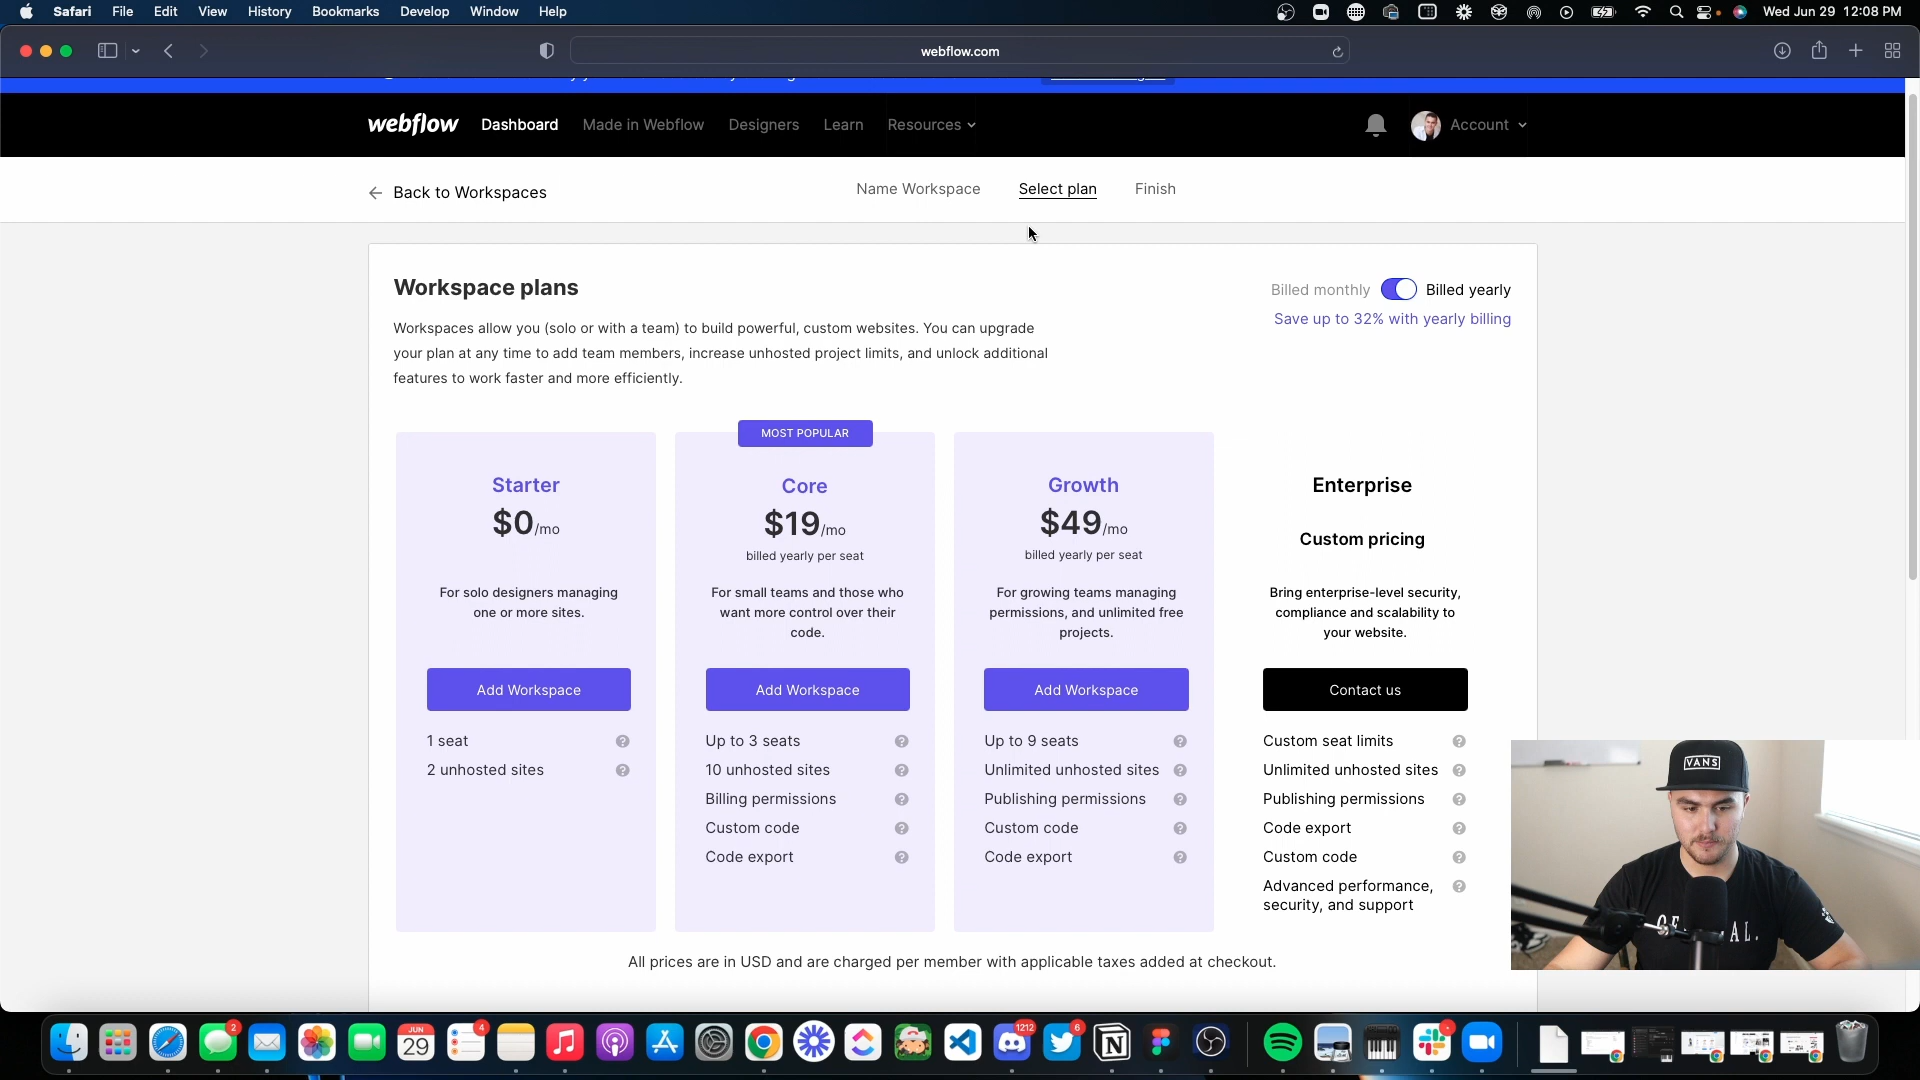 Safari File Edit View History Bookmarks Develop Window Help
Wed Jun 29 12:08 PM
webflow.com
webflow Dashboard Made in Webflow Designers Learn Resources Account
Back to Workspaces
Name Workspace Select plan Finish
Workspace plans
Billed monthly Billed yearly
Save up to 32% with yearly billing
Workspaces allow you (solo or with a team) to build powerful, custom websites. You can upgrade
your plan at any time to add team members, increase unhosted project limits, and unlock additional
features to work faster and more efficiently.
Starter
$0/mo
For solo designers managing
one or more sites.
Add Workspace
1 seat
2 unhosted sites
MOST POPULAR
Core
$19/mo
billed yearly per seat
For small teams and those who
want more control over their
code.
Add Workspace
Up to 3 seats
10 unhosted sites
Billing permissions
Custom code
Code export
Growth
$49/mo
billed yearly per seat
For growing teams managing
permissions, and unlimited free
projects.
Add Workspace
Up to 9 seats
Unlimited unhosted sites
Publishing permissions
Custom code
Code export
Enterprise
Custom pricing
Bring enterprise-level security,
compliance and scalability to
your website.
Contact us
Custom seat limits
Unlimited unhosted sites
Publishing permissions
Code export
Custom code
Advanced performance,
security, and support
All prices are in USD and are charged per member with applicable taxes added at checkout.
VANS
2
JUN
29
4
1212
6